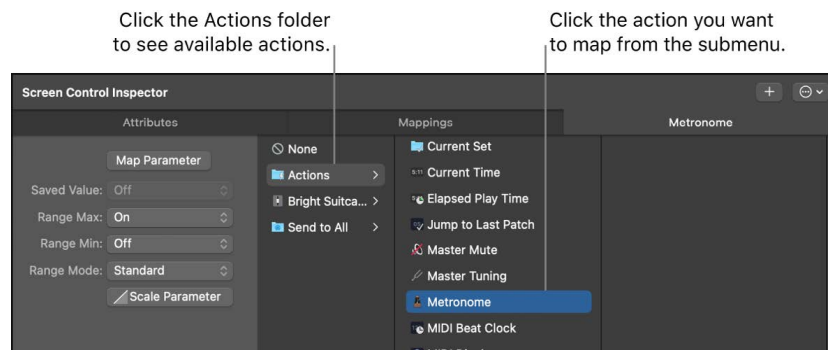 Click the Actions folder
to see available actions.
Click the action you want
to map from the submenu.
Screen Control Inspector
Attributes
Mappings
Metronome
Map Parameter
Saved Value: Off
Range Max: On
Range Min: Off
Range Mode: Standard
Scale Parameter
None
Actions
Bright Suitca...
Send to All
Current Set
Current Time
Elapsed Play Time
Jump to Last Patch
Master Mute
Master Tuning
Metronome
MIDI Beat Clock